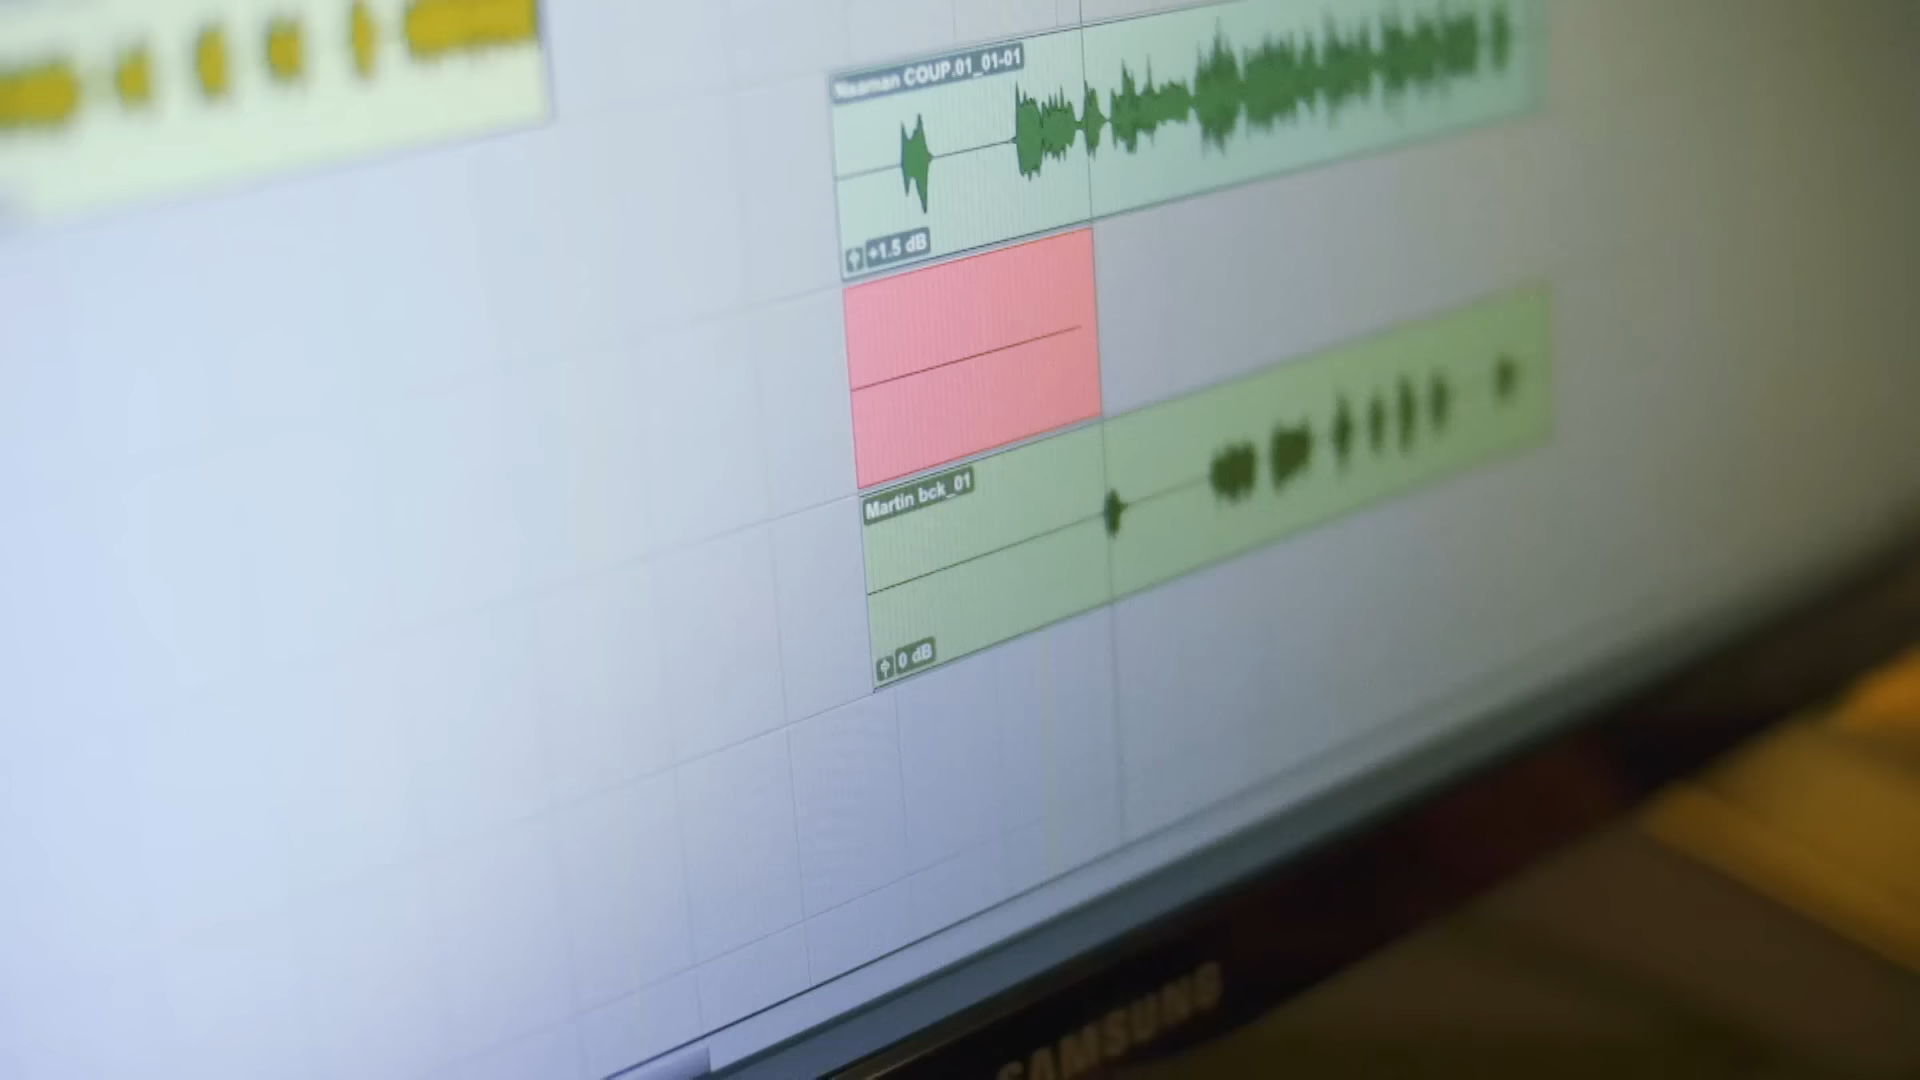 Naaman COUP.01_01-01
+1.5 dB
Martin bck_01
0 dB
SAMSUNG